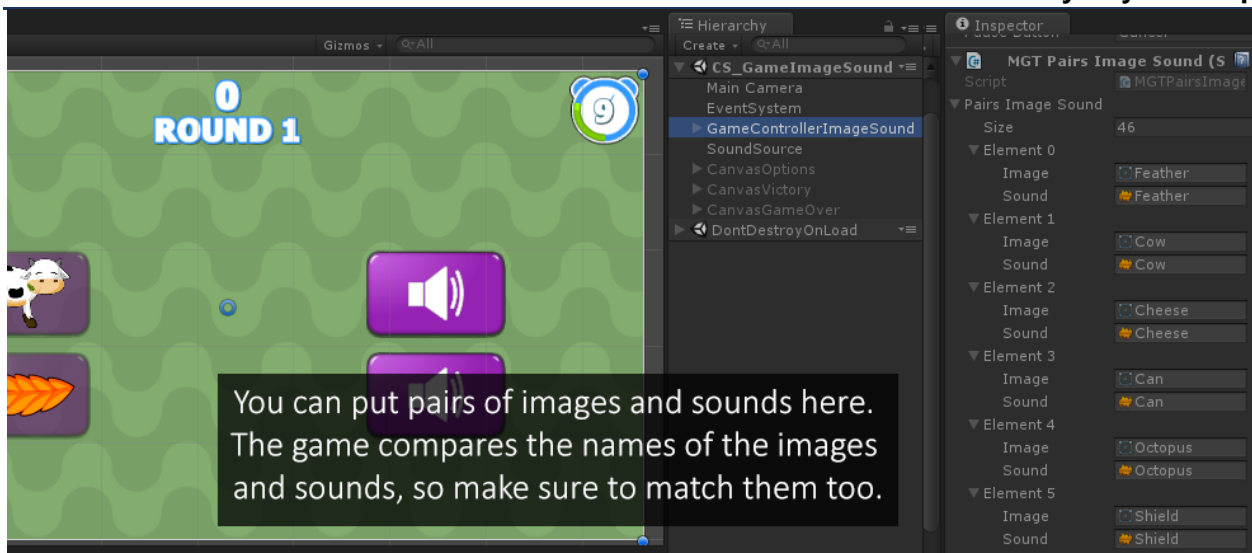 Hierarchy
Inspector
Gizmos
Q▾All
Create
Q▾All
CS_GameImageSound
MGT Pairs Image Sound (S
Main Camera
Script
MGTPairsImage
0
EventSystem
Pairs Image Sound
9
ROUND 1
GameControllerImageSound
Size
46
SoundSource
Element 0
CanvasOptions
Image
Feather
CanvasVictory
Sound
Feather
CanvasGameOver
Element 1
DontDestroyOnLoad
Image
Cow
Sound
Cow
Element 2
Image
Cheese
Sound
Cheese
Element 3
Image
Can
Sound
Can
You can put pairs of images and sounds here.
The game compares the names of the images
and sounds, so make sure to match them too.
Element 4
Image
Octopus
Sound
Octopus
Element 5
Image
Shield
Sound
Shield